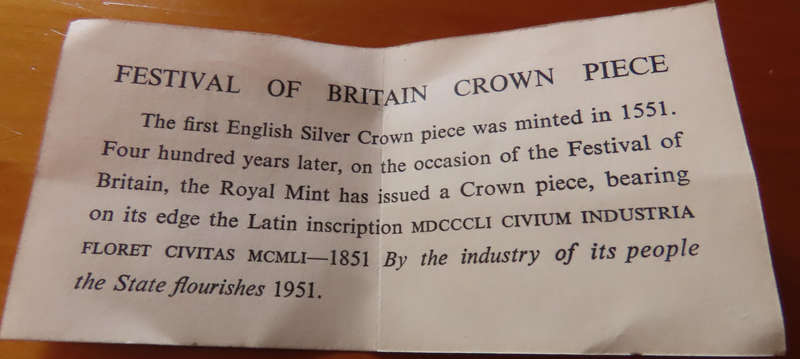 FESTIVAL OF BRITAIN CROWN PIECE
The first English Silver Crown piece was minted in 1551.
Four hundred years later, on the occasion of the Festival of
Britain, the Royal Mint has issued a Crown piece, bearing
on its edge the Latin inscription MDCCCLI CIVIUM INDUSTRIA
FLORET CIVITAS MCMLI—1851 By the industry of its people
the State flourishes 1951.